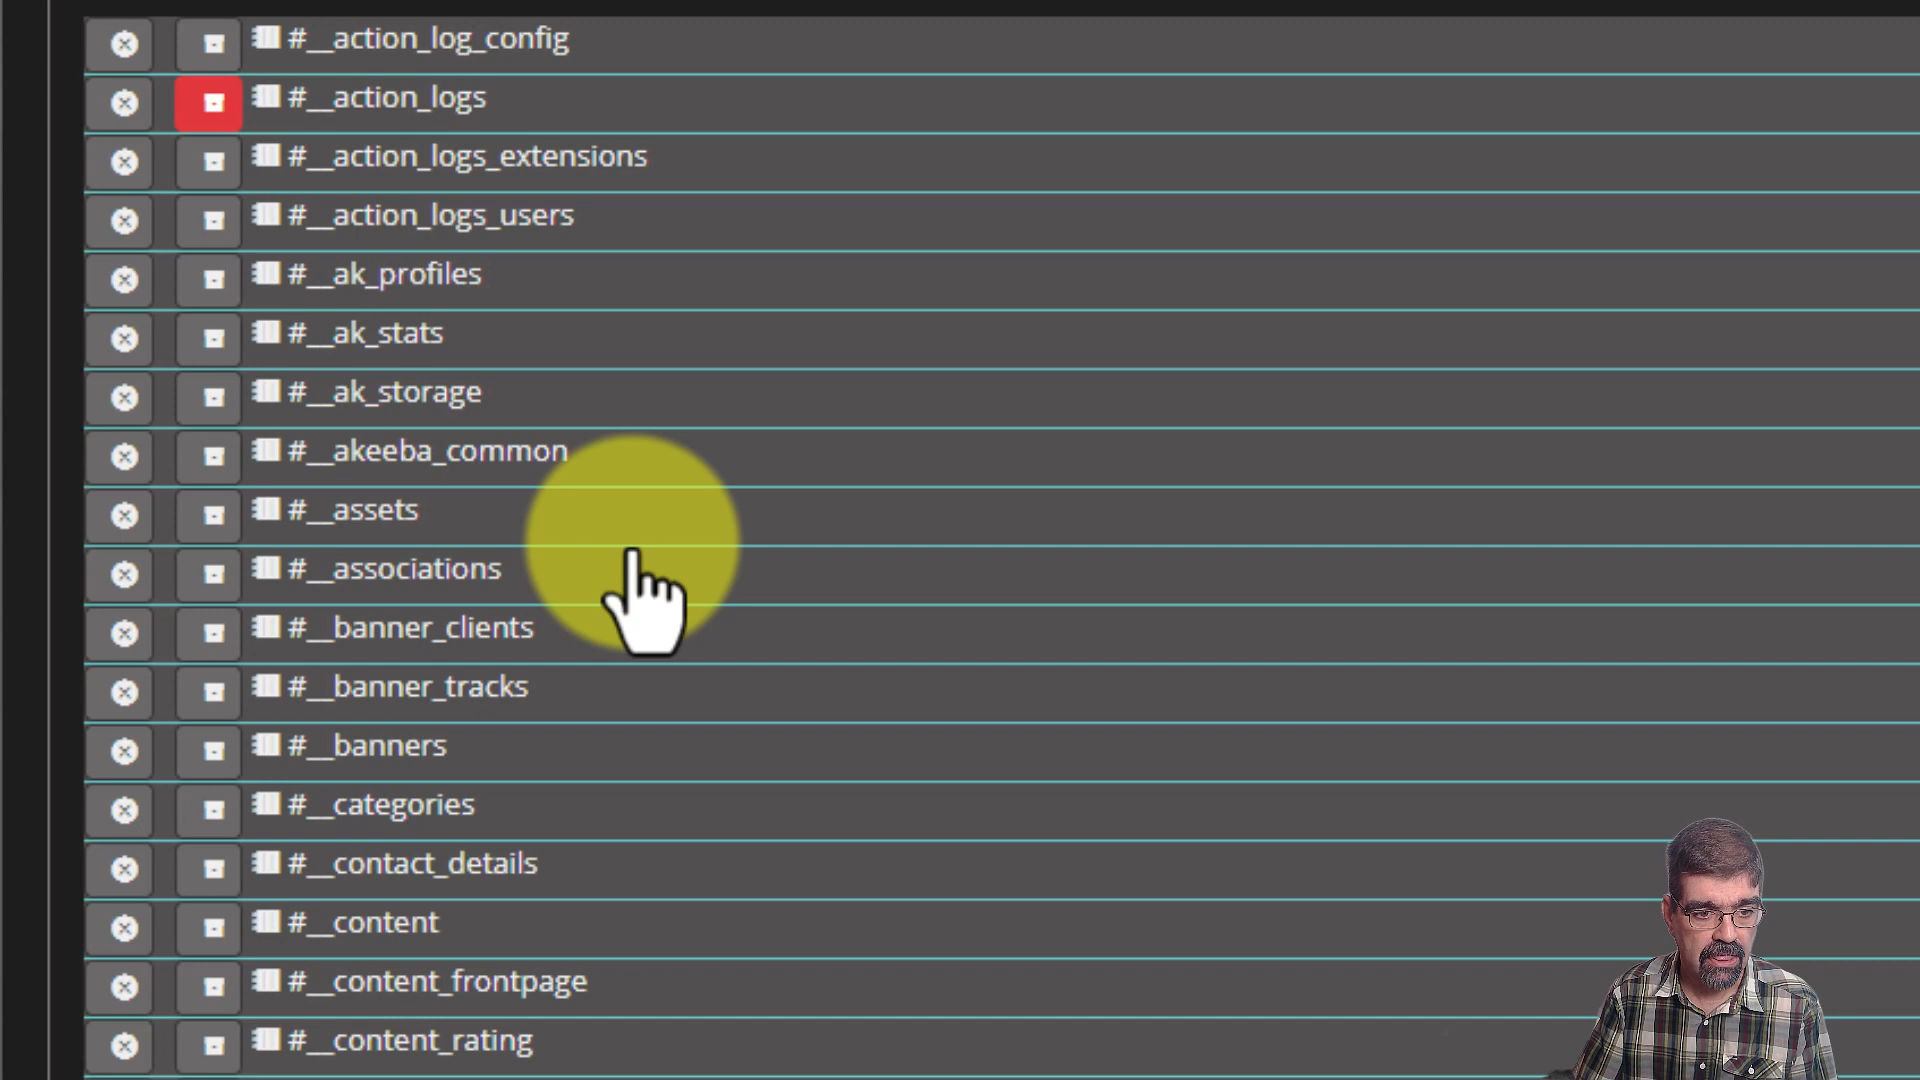 #__action_log_config
#__action_logs
#__action_logs_extensions
#__action_logs_users
#__ak_profiles
#__ak_stats
#__ak_storage
#__akeeba_common
#__assets
#__associations
#__banner_clients
#__banner_tracks
#__banners
#__categories
#__contact_details
#__content
#__content_frontpage
#__content_rating